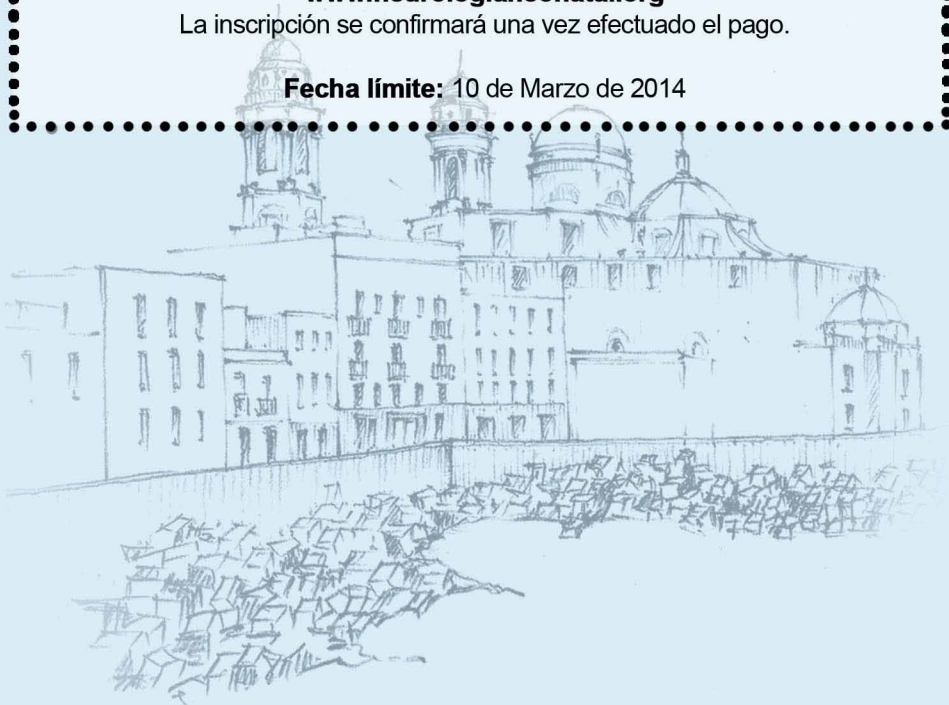 La inscripción se confirmará una vez efectuado el pago.
Fecha límite: 10 de Marzo de 2014